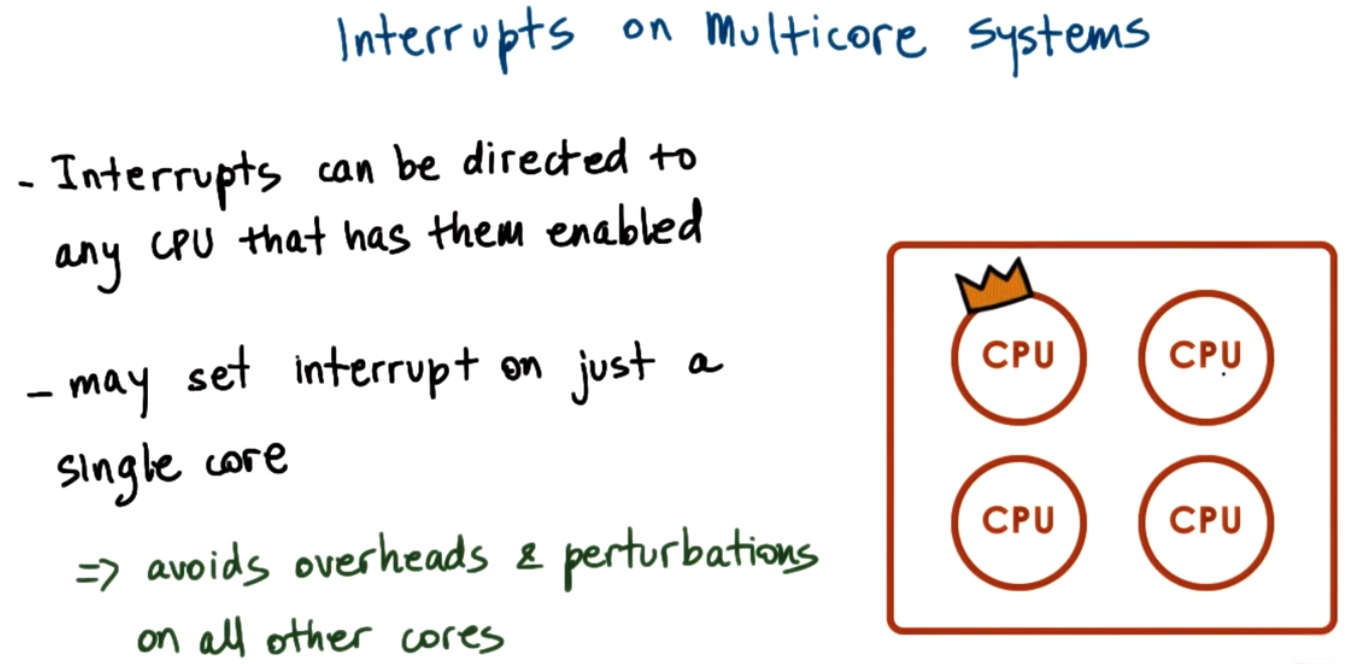 Interrupts on Multicore Systems
- Interrupts can be directed to
any CPU that has them enabled
- may set interrupt on just a
single core
=> avoids overheads & perturbations
on all other cores
CPU CPU
CPU CPU